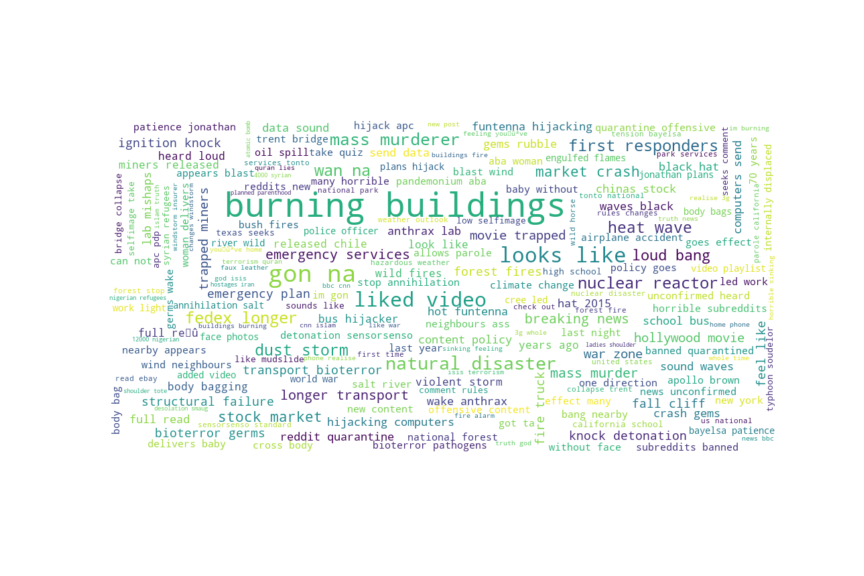 patience jonathan
data sound
hijack apc
new post
funtenna hijacking
quarantine offensive
im burning
ignition knock
atomic bomb
trent bridge
mass murderer
feeling
gems rubble
first responders
tension bayelsa
heard loud
oil spill
take quiz
send data
buildings fire
aba woman
engulfed flames
park services
black hat
miners released
services tonto
wan na
plans hijack
market crash
jonathan plans
seeks comment
70 years
appears blast
quran lies
many horrible
pandemonium aba
blast wind
chinas stock
computers send
bridge collapse
selfimage take
lab mishaps
texas seeks
reddits new
national park
baby without
tonto national
realise
planned parenthood
burning buildings
waves black
rules changes
body bags
parole california
internally displaced
apc pdp
islam truth
syrian refugees
woman delivers
windstorm insurer
changes windstorm
trapped miners
bush fires
police officer
weather outlook
anthrax lab
low selfimage
movie trapped
wild horse
heat wave
airplane accident
goes effect
river wild
released chile
look like
can not
faux leather
emergency services
allows parole
looks like
loud bang
terrorism quran
hazardous weather
policy goes
video playlist
god isis
gon na
wild fires
forest fires
high school
hostages iran
bbc cnn
stop annihilation
climate change
nuclear reactor
led work
forest stop
germs wake
emergency plan
im gon
liked video
cree led
nuclear disaster
unconfirmed heard
whole time
nigerian refugees
annihilation salt
like war
hot funtenna
check out
forest fire
hat 2015
horrible subreddits
horrible sinking
work light
fedex longer
bus hijacker
breaking news
school bus
home phone
buildings burning
cnn islam
neighbours ass
3g whole
last night
hollywood movie
12000 nigerian
face photos
detonation sensorsenso
content policy
years ago
ladies shoulder
feel like
typhoon soudelor
nearby appears
dust storm
first time
last year
sinking feeling
war zone
banned quarantined
wind neighbours
like mudslide
phone realise
natural disaster
united states
sound waves
added video
transport bioterror
isis terrorism
mass murder
read ebay
world war
salt river
violent storm
fire truck
one direction
news unconfirmed
body bag
shoulder tote
body bagging
comment rules
collapse trent
apollo brown
structural failure
longer transport
wake anthrax
effect many
fall cliff
new york
desolation smaug
new content
offensive content
full read
stock market
hijacking computers
fire alarm
bang nearby
crash gems
us national
sensorsenso standard
got ta
california school
bayelsa patience
bioterror germs
reddit quarantine
national forest
knock detonation
delivers baby
cross body
bioterror pathogens
truth god
without face
subreddits banned
news bbc
sounds like
truth news